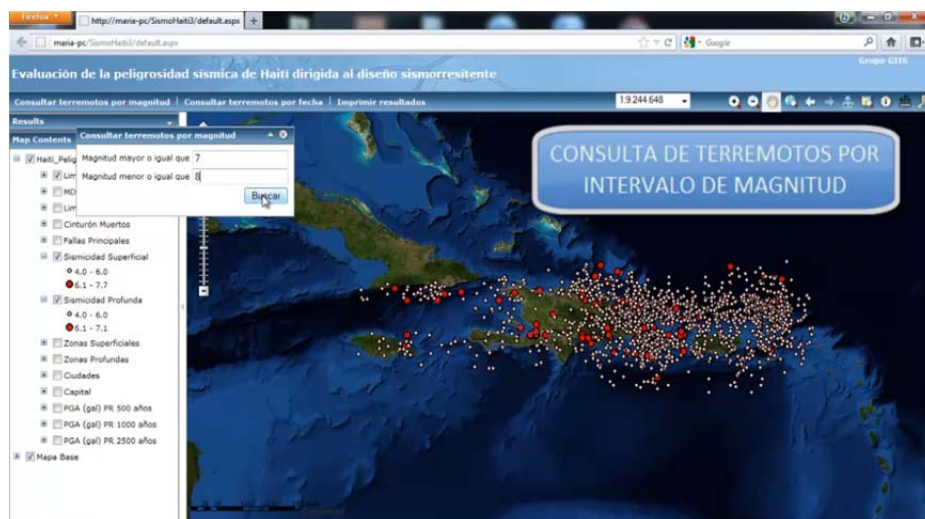 Firefox
http://maria-pc/SismoHaiti3/default.aspx
maria-pc/SismoHaiti3/default.aspx
Google
Grupo GIIS
Evaluación de la peligrosidad sísmica de Haití dirigida al diseño sismorresitente
Consultar terremotos por magnitud | Consultar terremotos por fecha | Imprimir resultados
1:9.244.648
Results
Map Contents
Consultar terremotos por magnitud
Magnitud mayor o igual que 7
Magnitud menor o igual que 8
Buscar
CONSULTA DE TERREMOTOS POR
INTERVALO DE MAGNITUD
Haiti_Pelig
Lim
MD
Lim
Cinturón Muertos
Fallas Principales
Sismicidad Superficial
4.0 - 6.0
6.1 - 7.7
Sismicidad Profunda
4.0 - 6.0
6.1 - 7.1
Zonas Superficiales
Zonas Profundas
Ciudades
Capital
PGA (gal) PR 500 años
PGA (gal) PR 1000 años
PGA (gal) PR 2500 años
Mapa Base